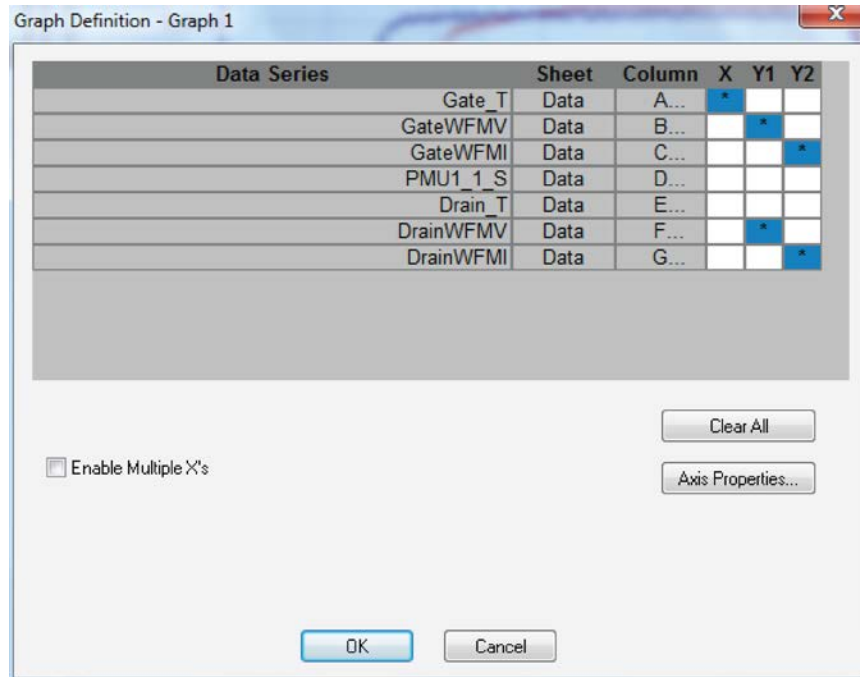 Graph Definition - Graph 1
Data Series Sheet Column X Y1 Y2
Gate_T Data A... *
GateWFMV Data B... *
GateWFMI Data C... *
PMU1_1_S Data D...
Drain_T Data E...
DrainWFMV Data F... *
DrainWFMI Data G... *
Clear All
Enable Multiple X's
Axis Properties...
OK Cancel